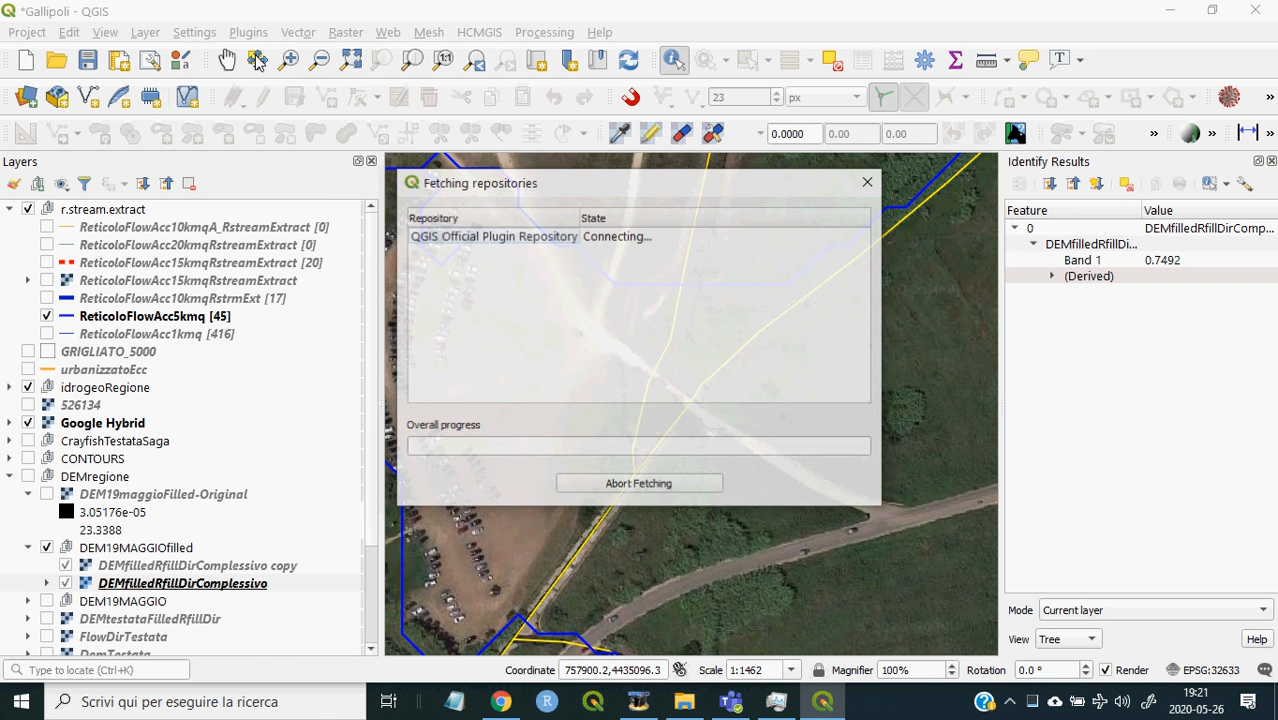 *Gallipoli - QGIS
Project Edit View Layer Settings Plugins Vector Raster Web Mesh HCMGIS Processing Help
23 px
0.0000 0.00 0.00
Layers
r.stream.extract
ReticoloFlowAcc10kmqA_RstreamExtract [0]
ReticoloFlowAcc20kmqRstreamExtract [0]
ReticoloFlowAcc15kmqRstreamExtract [20]
ReticoloFlowAcc15kmqRstreamExtract
ReticoloFlowAcc10kmqRstrmExt [17]
ReticoloFlowAcc5kmq [45]
ReticoloFlowAcc1kmq [416]
GRIGLIATO_5000
urbanizzatoEcc
idrogeoRegione
526134
Google Hybrid
CrayfishTestataSaga
CONTOURS
DEMregione
DEM19maggioFilled-Original
3.05176e-05
23.3388
DEM19MAGGIOfilled
DEMfilledRfillDirComplessivo copy
DEMfilledRfillDirComplessivo
DEM19MAGGIO
DEMtestataFilledRfillDir
FlowDirTestata
DemTestata
Fetching repositories
Repository State
QGIS Official Plugin Repository Connecting...
Overall progress
Abort Fetching
Identify Results
Feature Value
0 DEMfilledRfillDirComp...
DEMfilledRfillDi...
Band 1 0.7492
(Derived)
Mode Current layer
View Tree Help
Type to locate (Ctrl+K) Coordinate 757900.2,4435096.3 Scale 1:1462 Magnifier 100% Rotation 0.0 ° Render EPSG:32633
Scrivi qui per eseguire la ricerca
19:21
2020-05-26